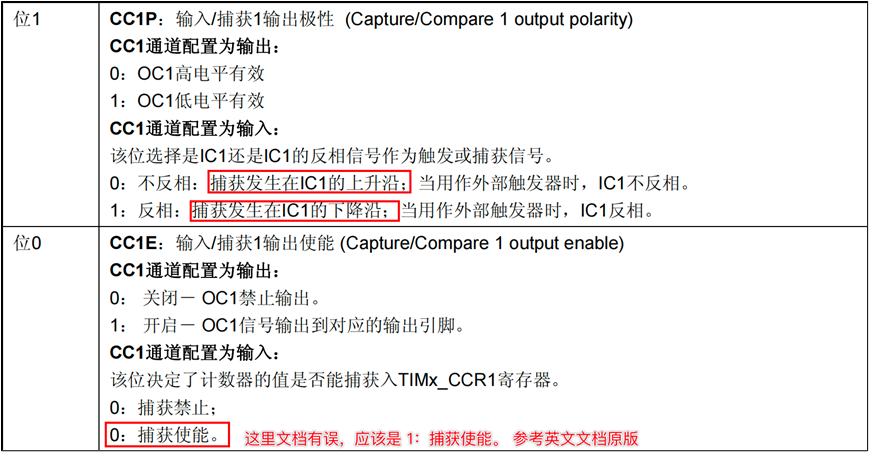 位1
CC1P：输入/捕获1输出极性 (Capture/Compare 1 output polarity)
CC1通道配置为输出：
0：OC1高电平有效
1：OC1低电平有效
CC1通道配置为输入：
该位选择是IC1还是IC1的反相信号作为触发或捕获信号。
0：不反相：捕获发生在IC1的上升沿；当用作外部触发器时，IC1不反相。
1：反相：捕获发生在IC1的下降沿；当用作外部触发器时，IC1反相。
位0
CC1E：输入/捕获1输出使能 (Capture/Compare 1 output enable)
CC1通道配置为输出：
0： 关闭－ OC1禁止输出。
1： 开启－ OC1信号输出到对应的输出引脚。
CC1通道配置为输入：
该位决定了计数器的值是否能捕获入TIMx_CCR1寄存器。
0：捕获禁止；
0：捕获使能。 这里文档有误，应该是 1：捕获使能。 参考英文文档原版